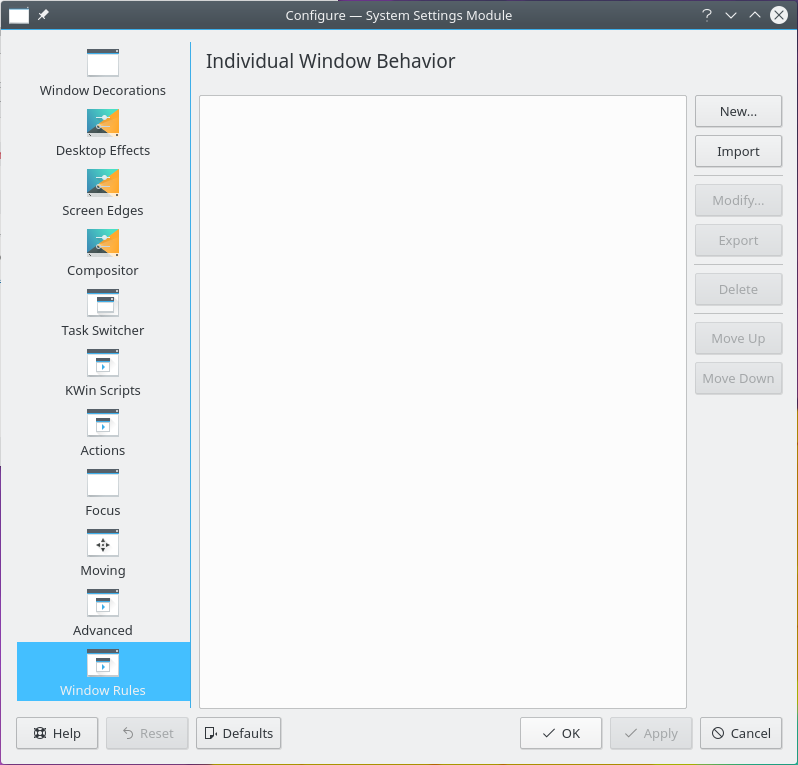 Configure — System Settings Module
Window Decorations
Desktop Effects
Screen Edges
Compositor
Task Switcher
KWin Scripts
Actions
Focus
Moving
Advanced
Window Rules
Individual Window Behavior
New...
Import
Modify...
Export
Delete
Move Up
Move Down
Help
Reset
Defaults
OK
Apply
Cancel